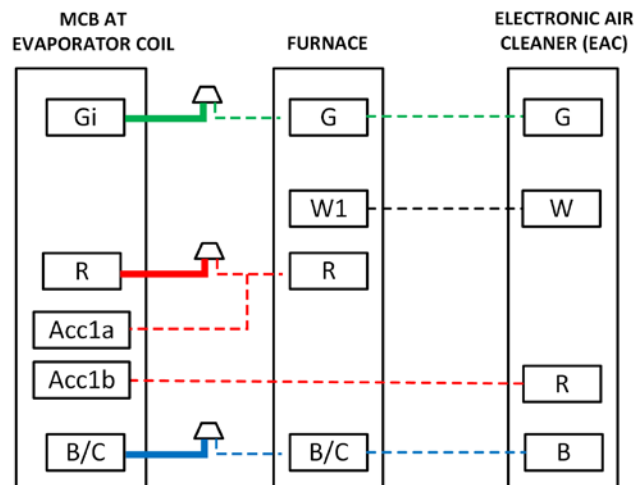 MCB AT
EVAPORATOR COIL
FURNACE
ELECTRONIC AIR
CLEANER (EAC)
Gi
G
G
W1
W
R
R
Acc1a
Acc1b
R
B/C
B/C
B